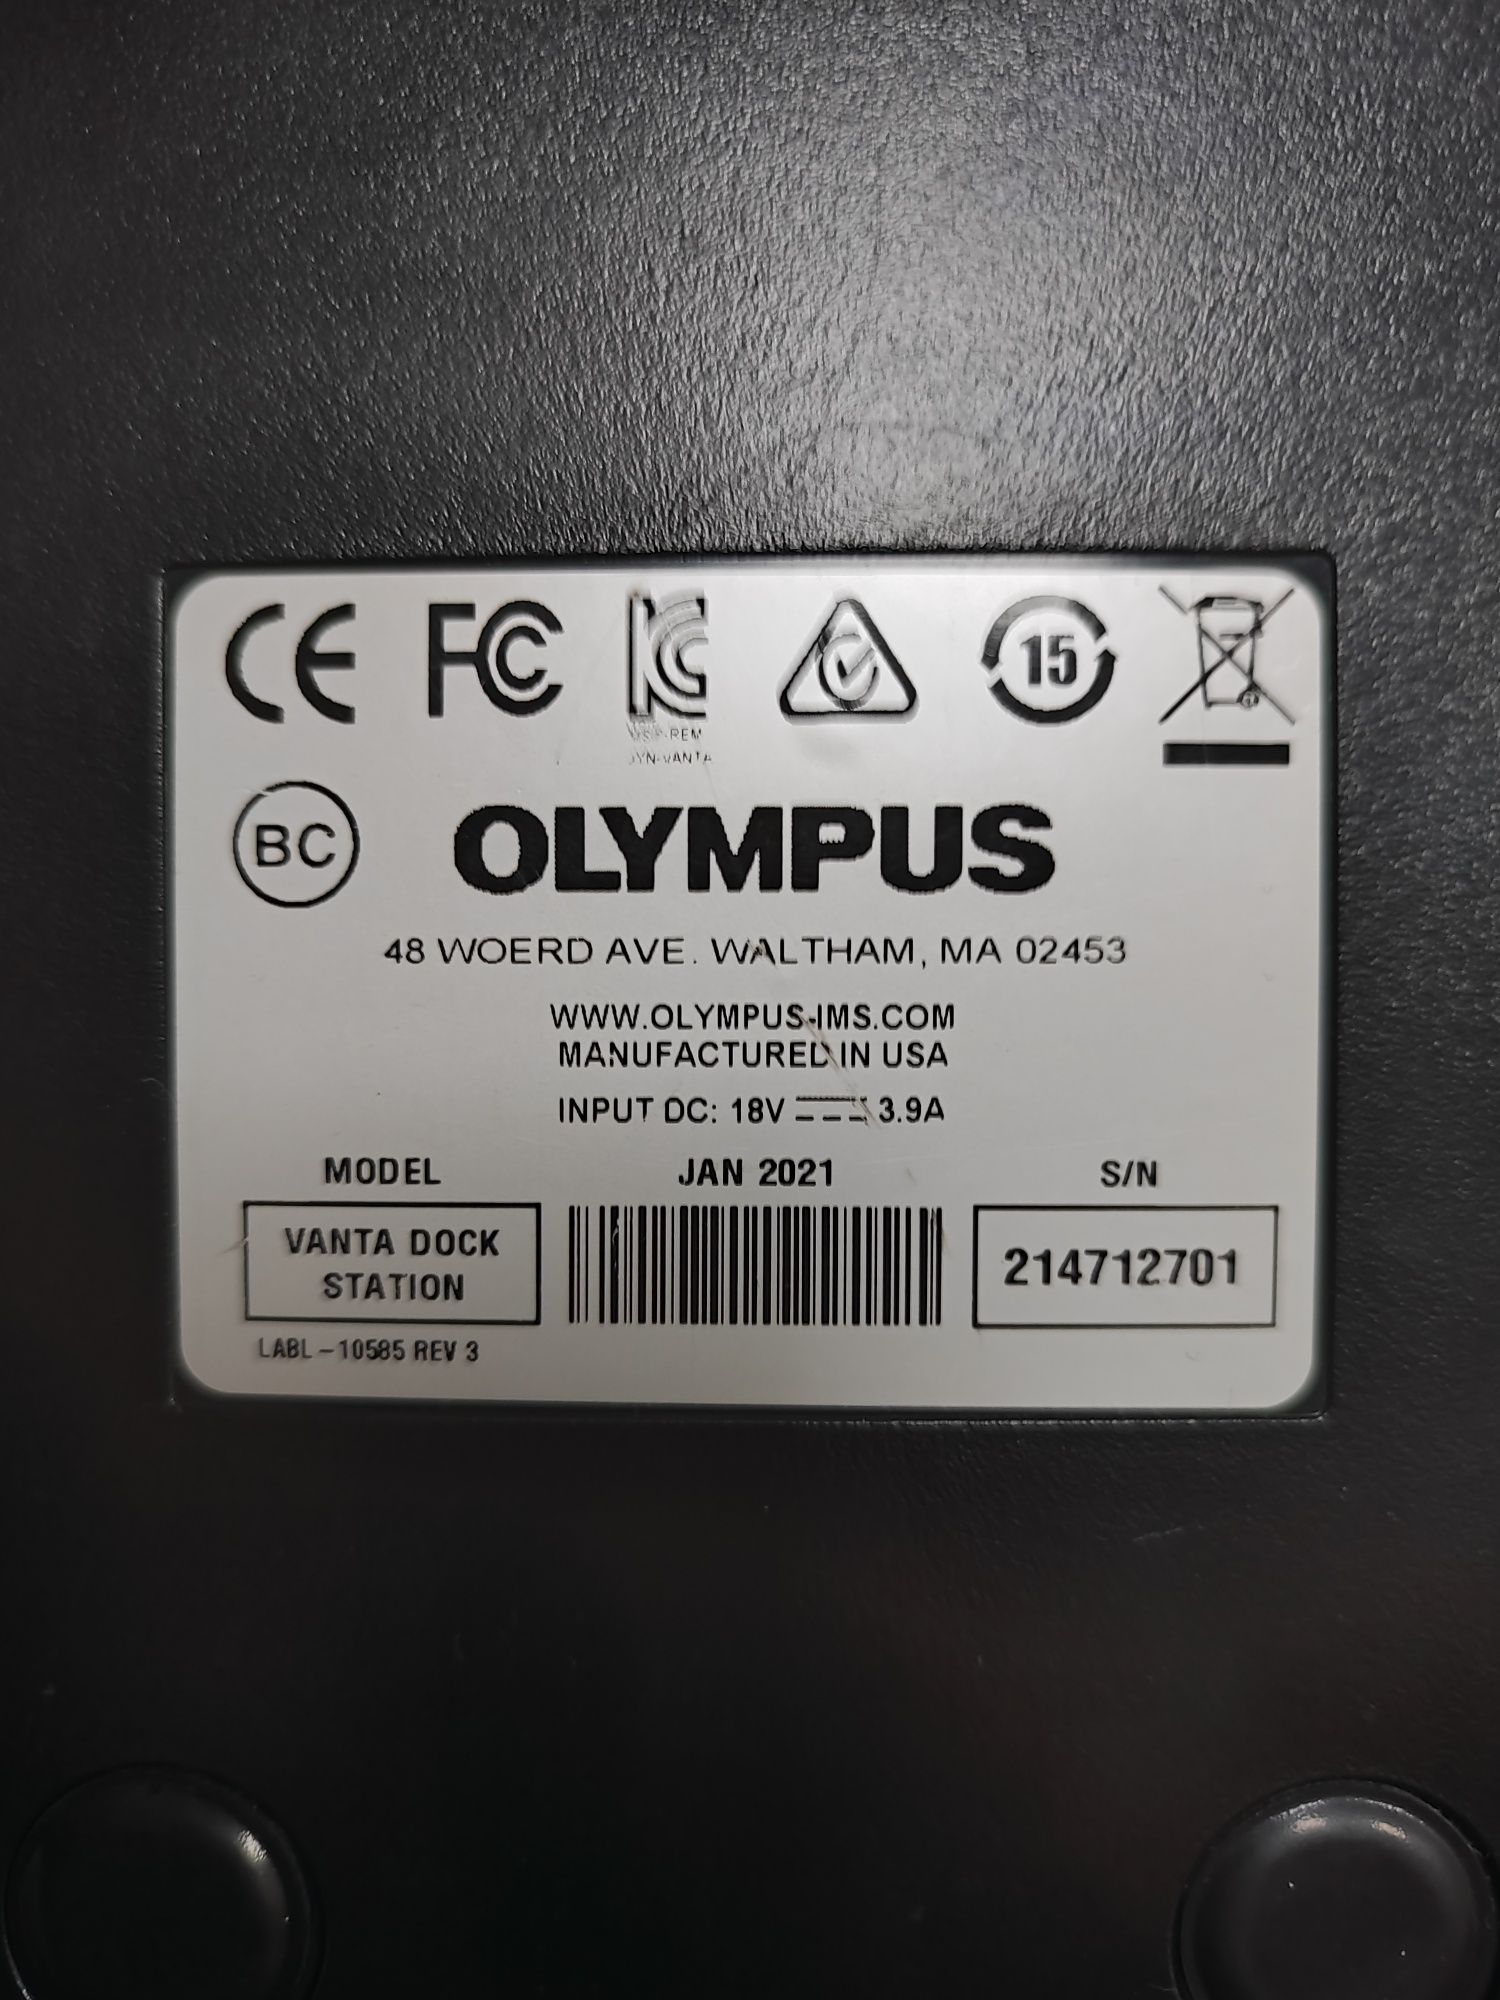 CE FC 15
-REM
BC OLYMPUS
48 WOERD AVE. WALTHAM, MA 02453
WWW.OLYMPUS-IMS.COM
MANUFACTURED IN USA
INPUT DC: 18V 3.9A
MODEL JAN 2021 S/N
VANTA DOCK
STATION
214712701
LABL-10585 REV 3